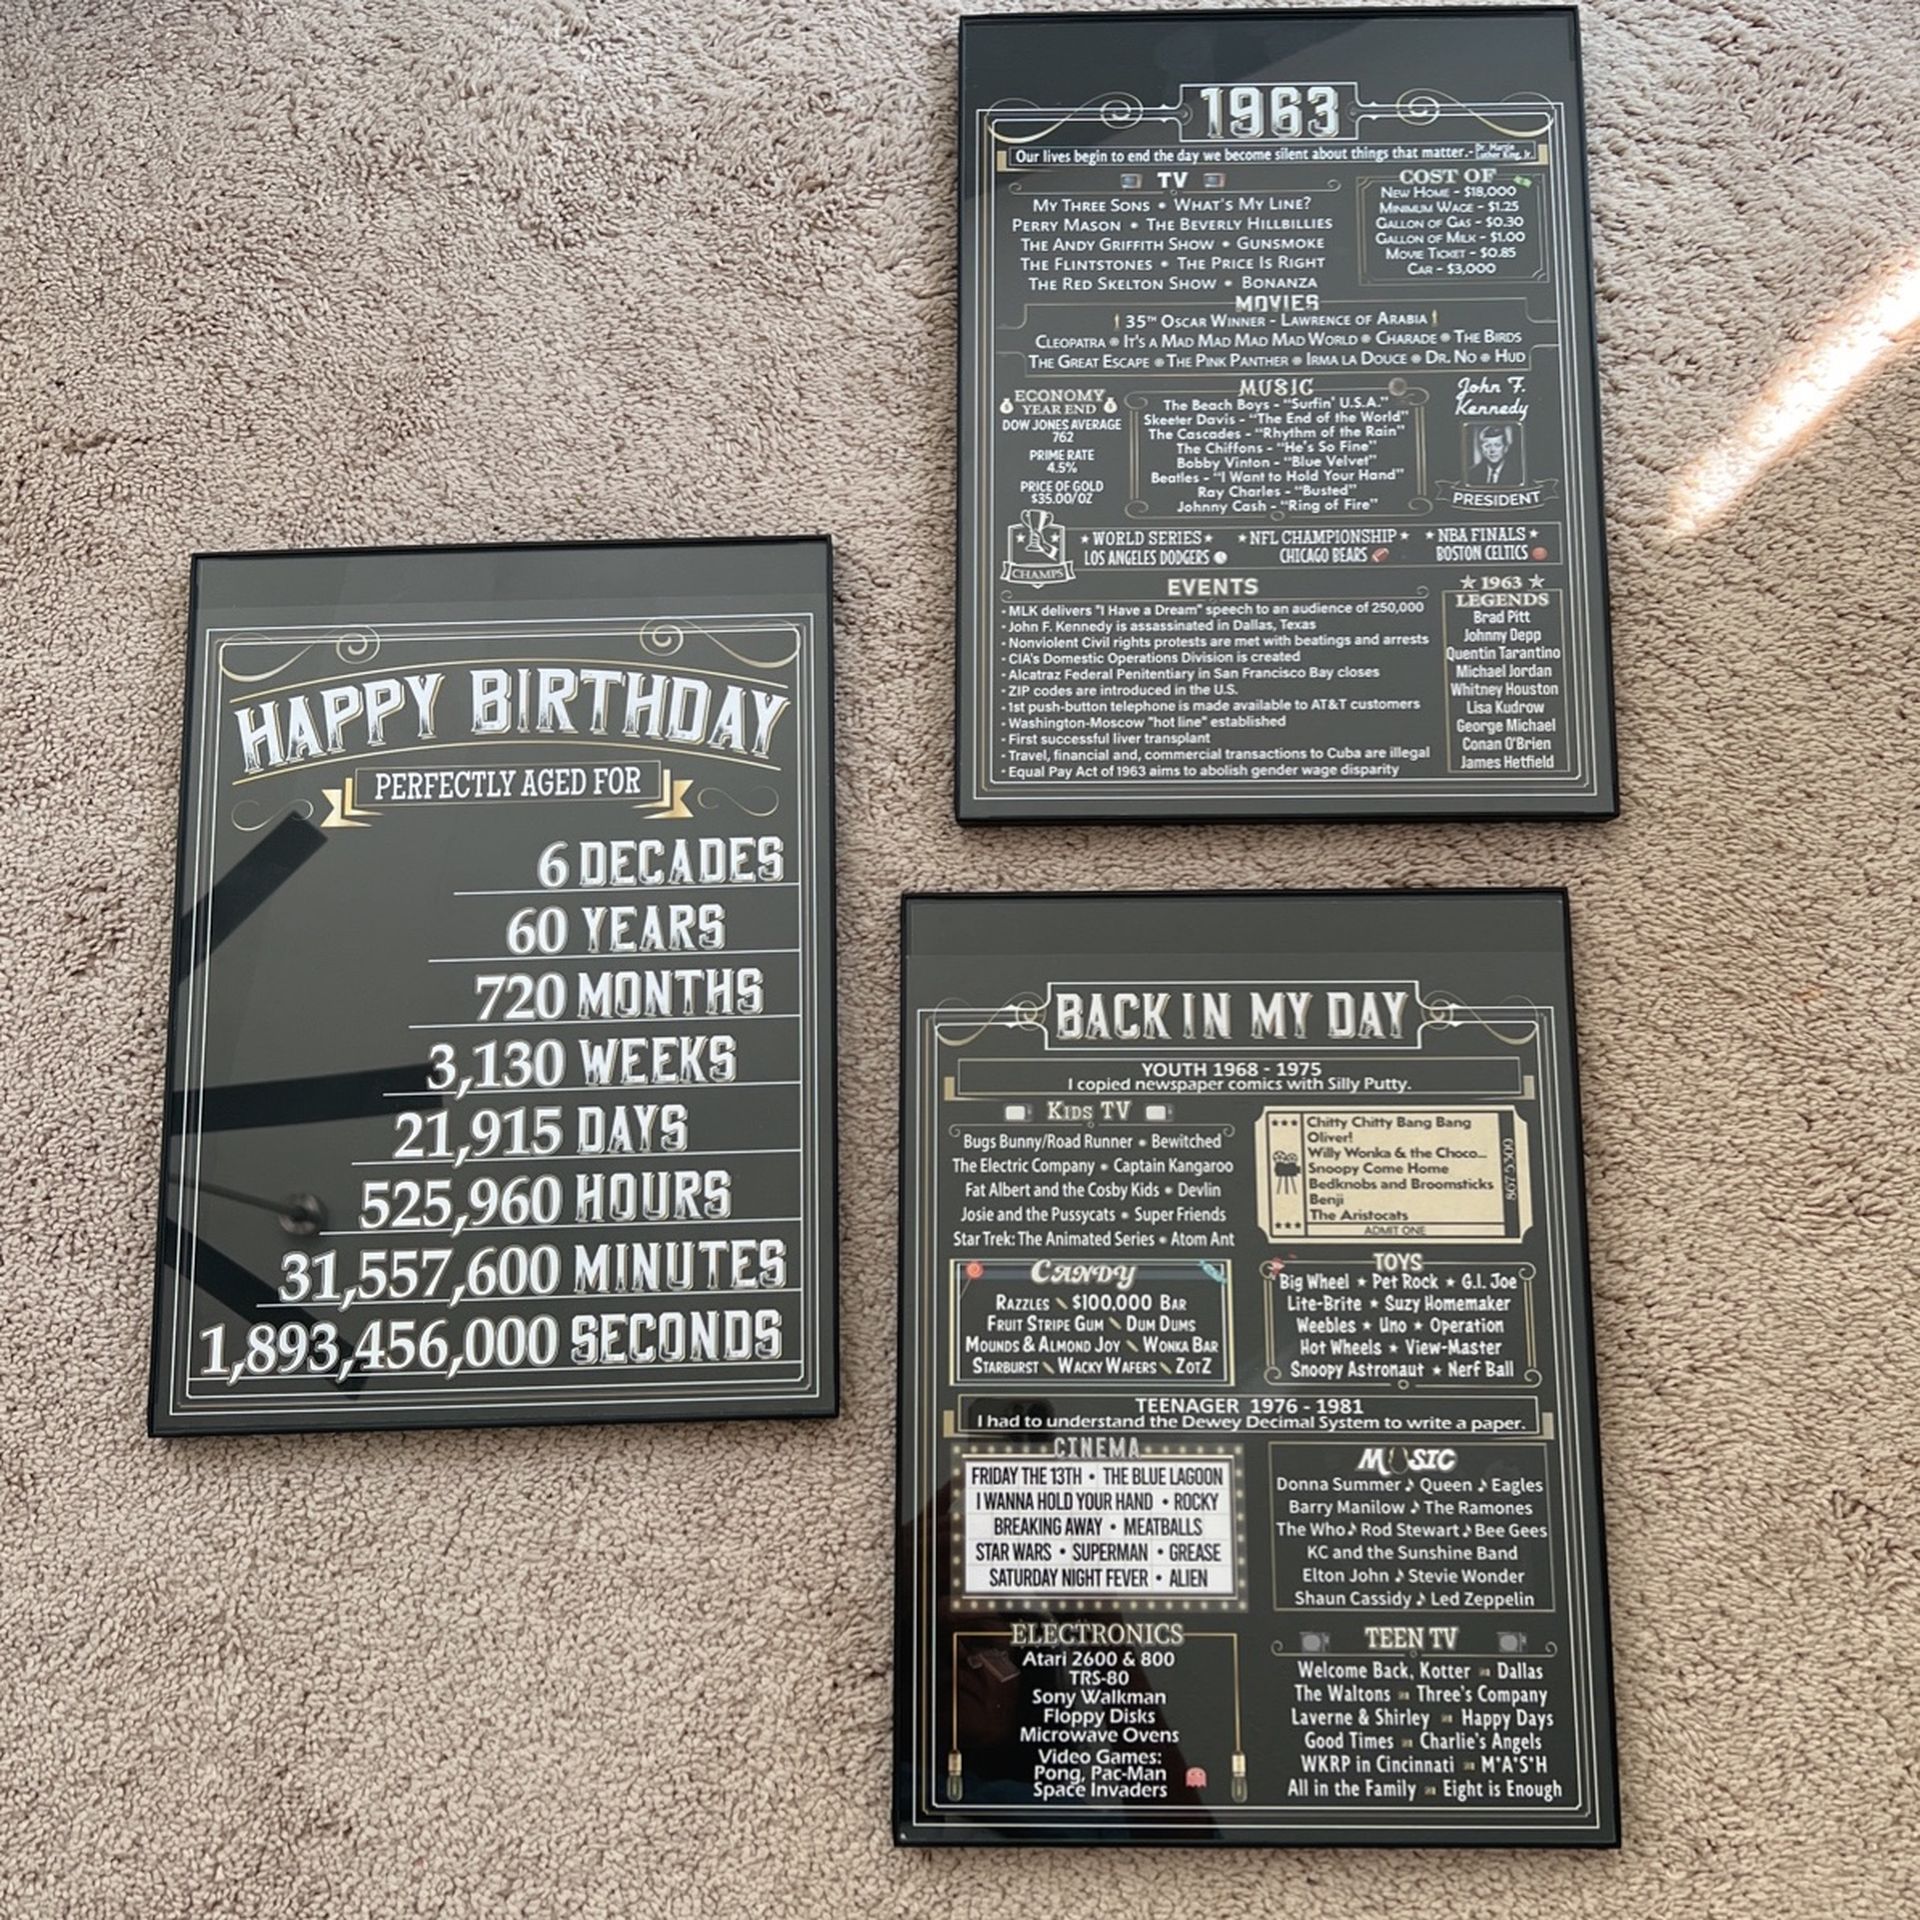 HAPPY BIRTHDAY
PERFECTLY AGED FOR
6 DECADES
60 YEARS
720 MONTHS
3,130 WEEKS
21,915 DAYS
525,960 HOURS
31,557,600 MINUTES
1,893,456,000 SECONDS
1963
Our lives begin to end the day we become silent about things that matter.- Dr. Martin Luther King, Jr.
TV
MY THREE SONS • WHAT'S MY LINE?
PERRY MASON • THE BEVERLY HILLBILLIES
THE ANDY GRIFFITH SHOW • GUNSMOKE
THE FLINTSTONES • THE PRICE IS RIGHT
THE RED SKELTON SHOW • BONANZA
COST OF
NEW HOME - $18,000
MINIMUM WAGE - $1.25
GALLON OF GAS - $0.30
GALLON OF MILK - $1.00
MOVIE TICKET - $0.85
CAR - $3,000
MOVIES
35TH OSCAR WINNER - LAWRENCE OF ARABIA
CLEOPATRA • IT'S A MAD MAD MAD MAD WORLD • CHARADE • THE BIRDS
THE GREAT ESCAPE • THE PINK PANTHER • IRMA LA DOUCE • DR. NO • HUD
ECONOMY
YEAR END
DOW JONES AVERAGE
762
PRIME RATE
4.5%
PRICE OF GOLD
$35.00/OZ
MUSIC
The Beach Boys - "Surfin' U.S.A."
Skeeter Davis - "The End of the World"
The Cascades - "Rhythm of the Rain"
The Chiffons - "He's So Fine"
Bobby Vinton - "Blue Velvet"
Beatles - "I Want to Hold Your Hand"
Ray Charles - "Busted"
Johnny Cash - "Ring of Fire"
John F.
Kennedy
PRESIDENT
CHAMPS
★ WORLD SERIES ★
LOS ANGELES DODGERS
★ NFL CHAMPIONSHIP ★
CHICAGO BEARS
★ NBA FINALS ★
BOSTON CELTICS
EVENTS
• MLK delivers "I Have a Dream" speech to an audience of 250,000
• John F. Kennedy is assassinated in Dallas, Texas
• Nonviolent Civil rights protests are met with beatings and arrests
• CIA's Domestic Operations Division is created
• Alcatraz Federal Penitentiary in San Francisco Bay closes
• ZIP codes are introduced in the U.S.
• 1st push-button telephone is made available to AT&T customers
• Washington-Moscow "hot line" established
• First successful liver transplant
• Travel, financial and, commercial transactions to Cuba are illegal
• Equal Pay Act of 1963 aims to abolish gender wage disparity
★ 1963 ★
LEGENDS
Brad Pitt
Johnny Depp
Quentin Tarantino
Michael Jordan
Whitney Houston
Lisa Kudrow
George Michael
Conan O'Brien
James Hetfield
BACK IN MY DAY
YOUTH 1968 - 1975
I copied newspaper comics with Silly Putty.
KIDS TV
Bugs Bunny/Road Runner • Bewitched
The Electric Company • Captain Kangaroo
Fat Albert and the Cosby Kids • Devlin
Josie and the Pussycats • Super Friends
Star Trek: The Animated Series • Atom Ant
Chitty Chitty Bang Bang
Oliver!
Willy Wonka & the Choco...
Snoopy Come Home
Bedknobs and Broomsticks
Benji
The Aristocats
ADMIT ONE
867-5309
CANDY
RAZZLES \ $100,000 BAR
FRUIT STRIPE GUM \ DUM DUMS
MOUNDS & ALMOND JOY \ WONKA BAR
STARBURST \ WACKY WAFERS \ ZOTZ
TOYS
Big Wheel ★ Pet Rock ★ G.I. Joe
Lite-Brite ★ Suzy Homemaker
Weebles ★ Uno ★ Operation
Hot Wheels ★ View-Master
Snoopy Astronaut ★ Nerf Ball
TEENAGER 1976 - 1981
I had to understand the Dewey Decimal System to write a paper.
CINEMA
FRIDAY THE 13TH • THE BLUE LAGOON
I WANNA HOLD YOUR HAND • ROCKY
BREAKING AWAY • MEATBALLS
STAR WARS • SUPERMAN • GREASE
SATURDAY NIGHT FEVER • ALIEN
MUSIC
Donna Summer ♪ Queen ♪ Eagles
Barry Manilow ♪ The Ramones
The Who ♪ Rod Stewart ♪ Bee Gees
KC and the Sunshine Band
Elton John ♪ Stevie Wonder
Shaun Cassidy ♪ Led Zeppelin
ELECTRONICS
Atari 2600 & 800
TRS-80
Sony Walkman
Floppy Disks
Microwave Ovens
Video Games:
Pong, Pac-Man
Space Invaders
TEEN TV
Welcome Back, Kotter Dallas
The Waltons Three's Company
Laverne & Shirley Happy Days
Good Times Charlie's Angels
WKRP in Cincinnati M*A*S*H
All in the Family Eight is Enough